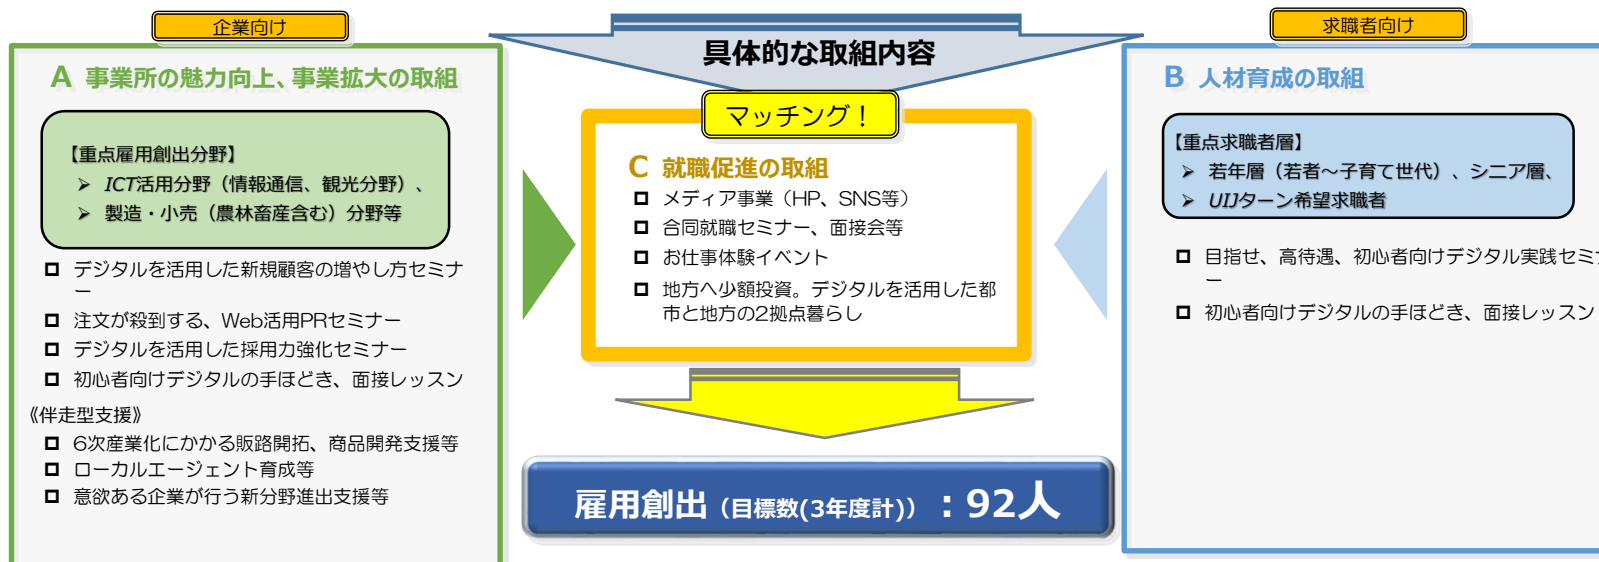 企業向け
A 事業所の魅力向上、事業拡大の取組
【重点雇用創出分野】
➢ ICT活用分野（情報通信、観光分野）、
➢ 製造・小売（農林畜産含む）分野等
□ デジタルを活用した新規顧客の増やし方セミナ
ー
□ 注文が殺到する、Web活用PRセミナー
□ デジタルを活用した採用力強化セミナー
□ 初心者向けデジタルの手ほどき、面接レッスン
《伴走型支援》
□ 6次産業化にかかる販路開拓、商品開発支援等
□ ローカルエージェント育成等
□ 意欲ある企業が行う新分野進出支援等
具体的な取組内容
マッチング！
C 就職促進の取組
□ メディア事業（HP、SNS等）
□ 合同就職セミナー、面接会等
□ お仕事体験イベント
□ 地方へ少額投資。デジタルを活用した都
市と地方の2拠点暮らし
雇用創出（目標数(3年度計)）：92人
求職者向け
B 人材育成の取組
【重点求職者層】
➢ 若年層（若者～子育て世代）、シニア層、
➢ UIJターン希望求職者
□ 目指せ、高待遇、初心者向けデジタル実践セミナ
ー
□ 初心者向けデジタルの手ほどき、面接レッスン